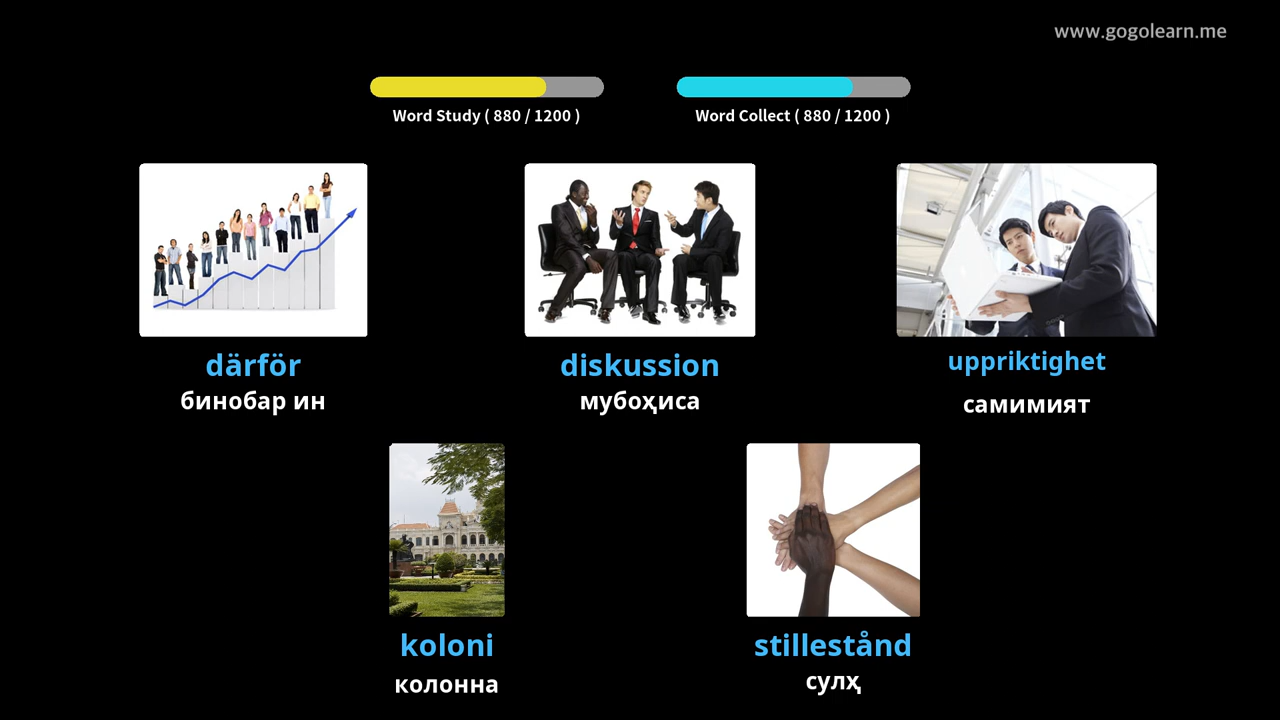 www.gogolearn.me
Word Study ( 880 / 1200 )
Word Collect ( 880 / 1200 )
därför
бинобар ин
diskussion
мубоҳиса
uppriktighet
самимият
koloni
колонна
stillestånd
сулҳ